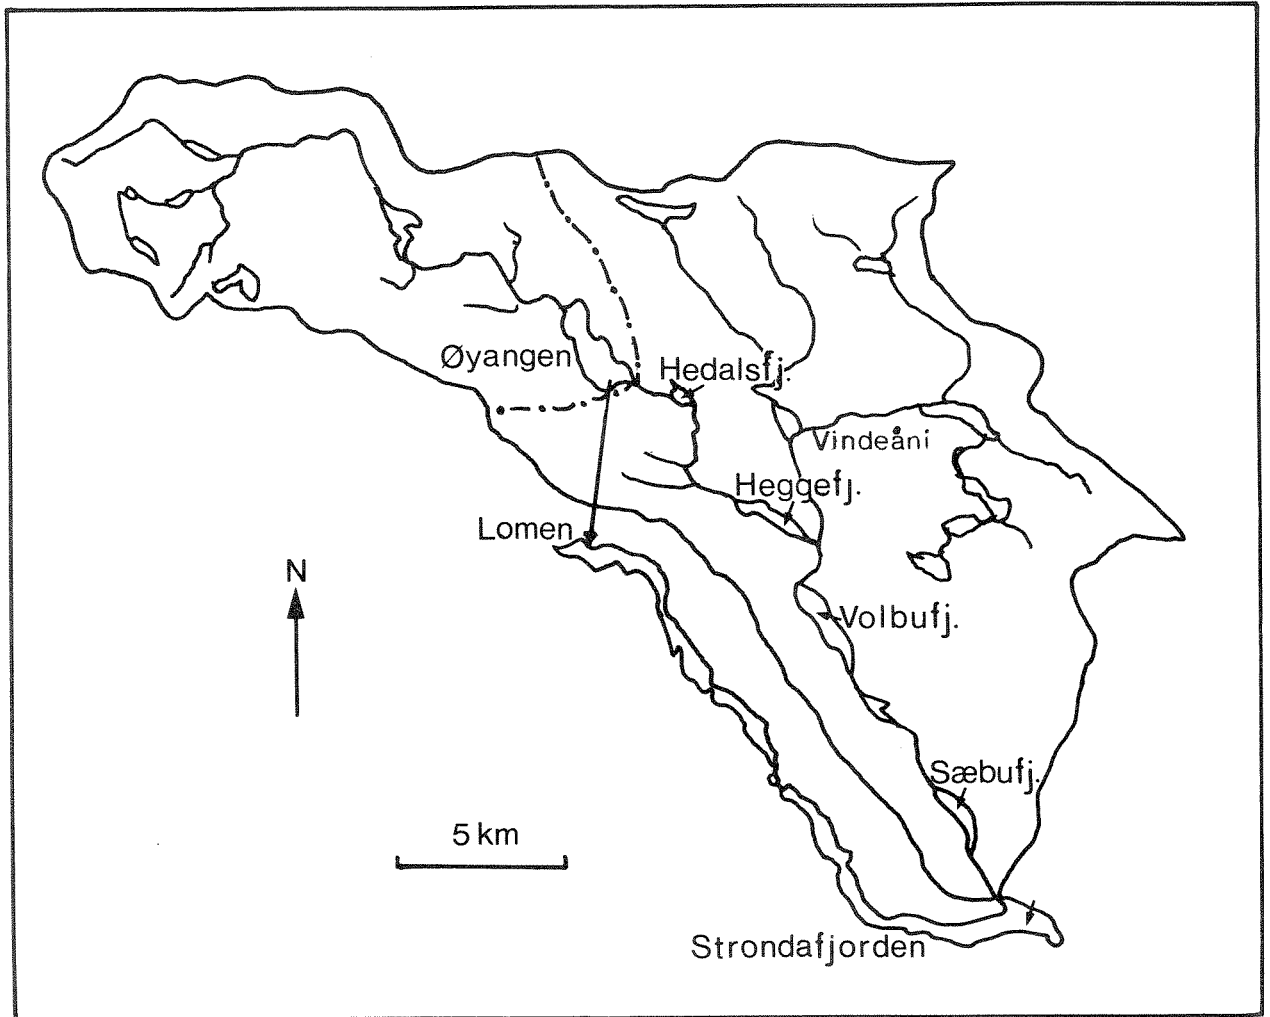 Øyangen
Hedalsfj.
Vindeåni
Heggefj.
Lomen
N
Volbufj.
Sæbufj.
5 km
Strondafjorden